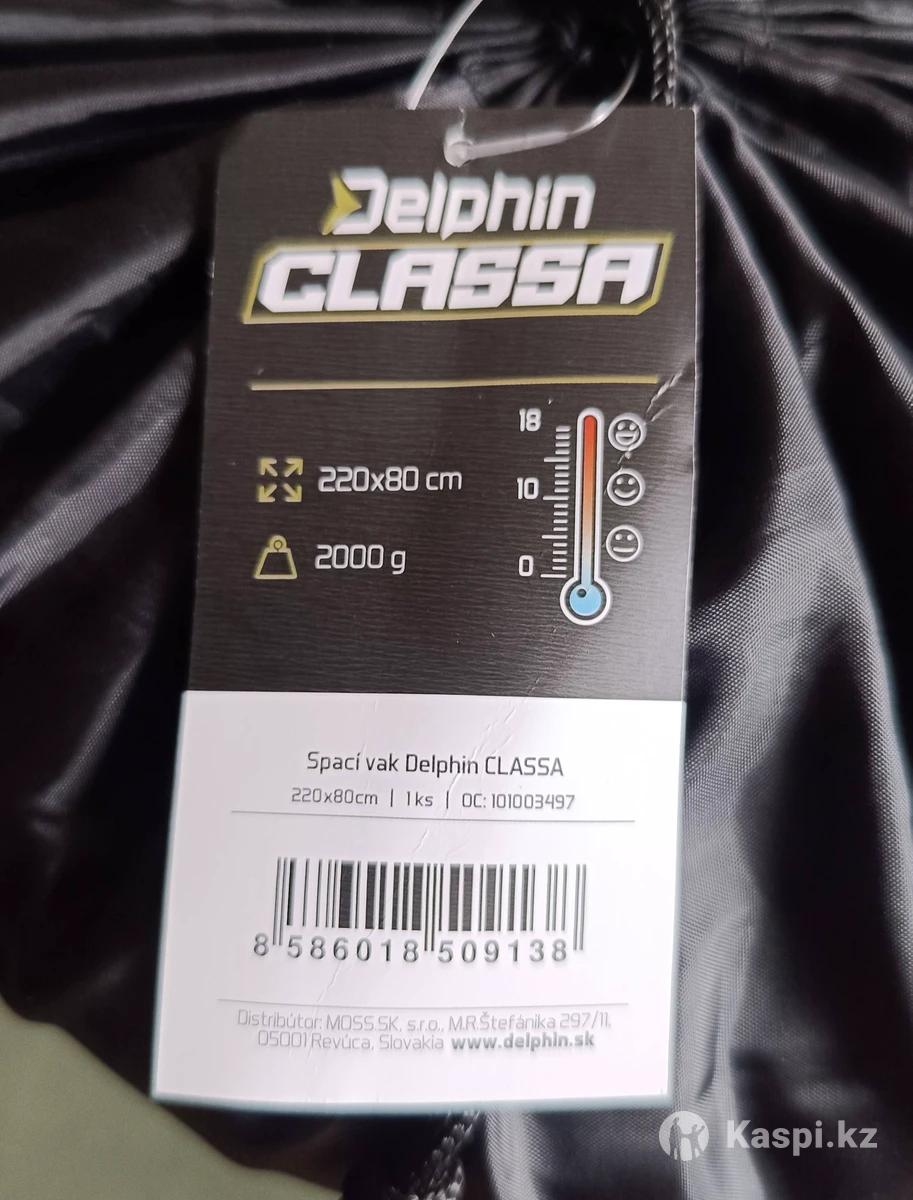 Delphin
CLASSA
220x80 cm
2000 g
18
10
0
Spací vak Delphin CLASSA
220x80cm | 1ks | OC: 101003497
8 586018 509138
Distribútor: MOSS.SK, s.r.o., M.R.Štefánika 297/11,
05001 Revúca, Slovakia www.delphin.sk
Kaspi.kz